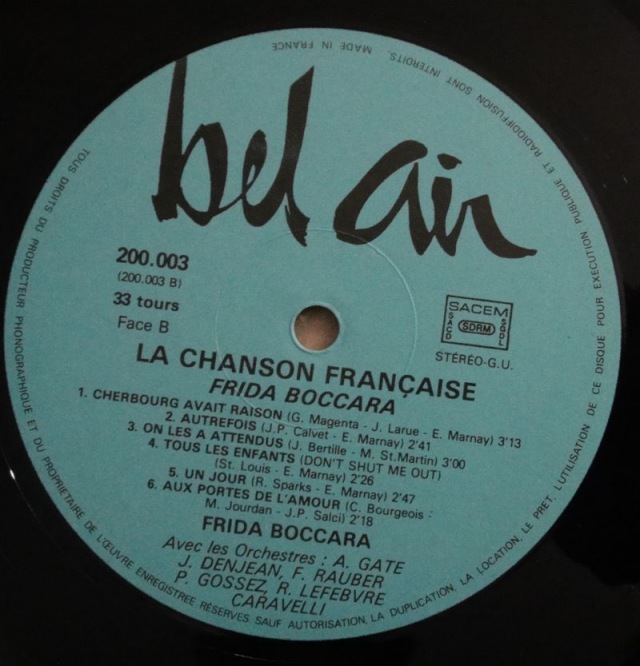 bel air
200.003
(200.003 B)
33 tours
Face B
SACEM
SACD SDRM SGDL
STÉRÉO-G.U.
LA CHANSON FRANÇAISE
FRIDA BOCCARA
1. CHERBOURG AVAIT RAISON (G. Magenta - J. Larue - E. Marnay) 3'13
2. AUTREFOIS (J.P. Calvet - E. Marnay) 2'41
3. ON LES A ATTENDUS (J. Bertille - M. St.Martin) 3'00
4. TOUS LES ENFANTS (DON'T SHUT ME OUT)
(St. Louis - E. Marnay) 2'26
5. UN JOUR (R. Sparks - E. Marnay) 2'47
6. AUX PORTES DE L'AMOUR (C. Bourgeois :
M. Jourdan - J.P. Salci) 2'18
FRIDA BOCCARA
Avec les Orchestres : A. GATE
J. DENJEAN, F. RAUBER
P. GOSSEZ, R. LEFEBVRE
CARAVELLI
TOUS DROITS DU PRODUCTEUR PHONOGRAPHIQUE ET DU PROPRIETAIRE DE L'ŒUVRE ENREGISTREE RÉSERVES. SAUF AUTORISATION, LA DUPLICATION, LA LOCATION, LE PRET, L'UTILISATION DE CE DISQUE POUR EXECUTION PUBLIQUE ET RADIODIFFUSION SONT INTERDITS. MADE IN FRANCE